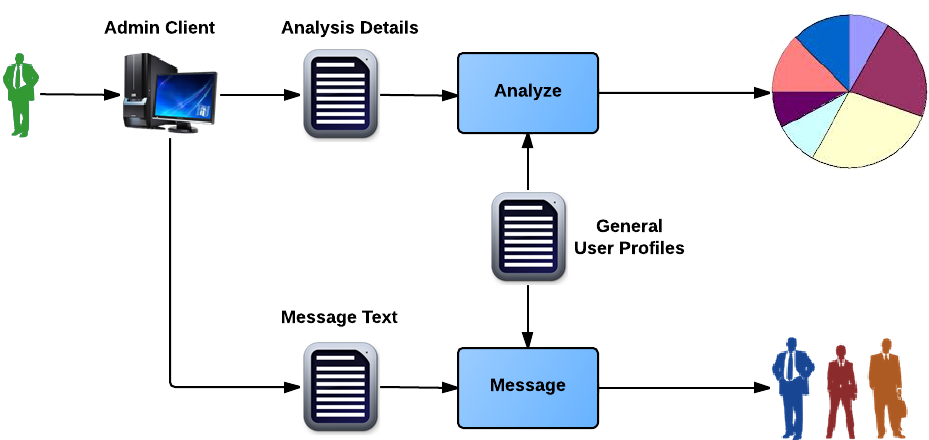 Admin Client
Analysis Details
Analyze
General
User Profiles
Message Text
Message